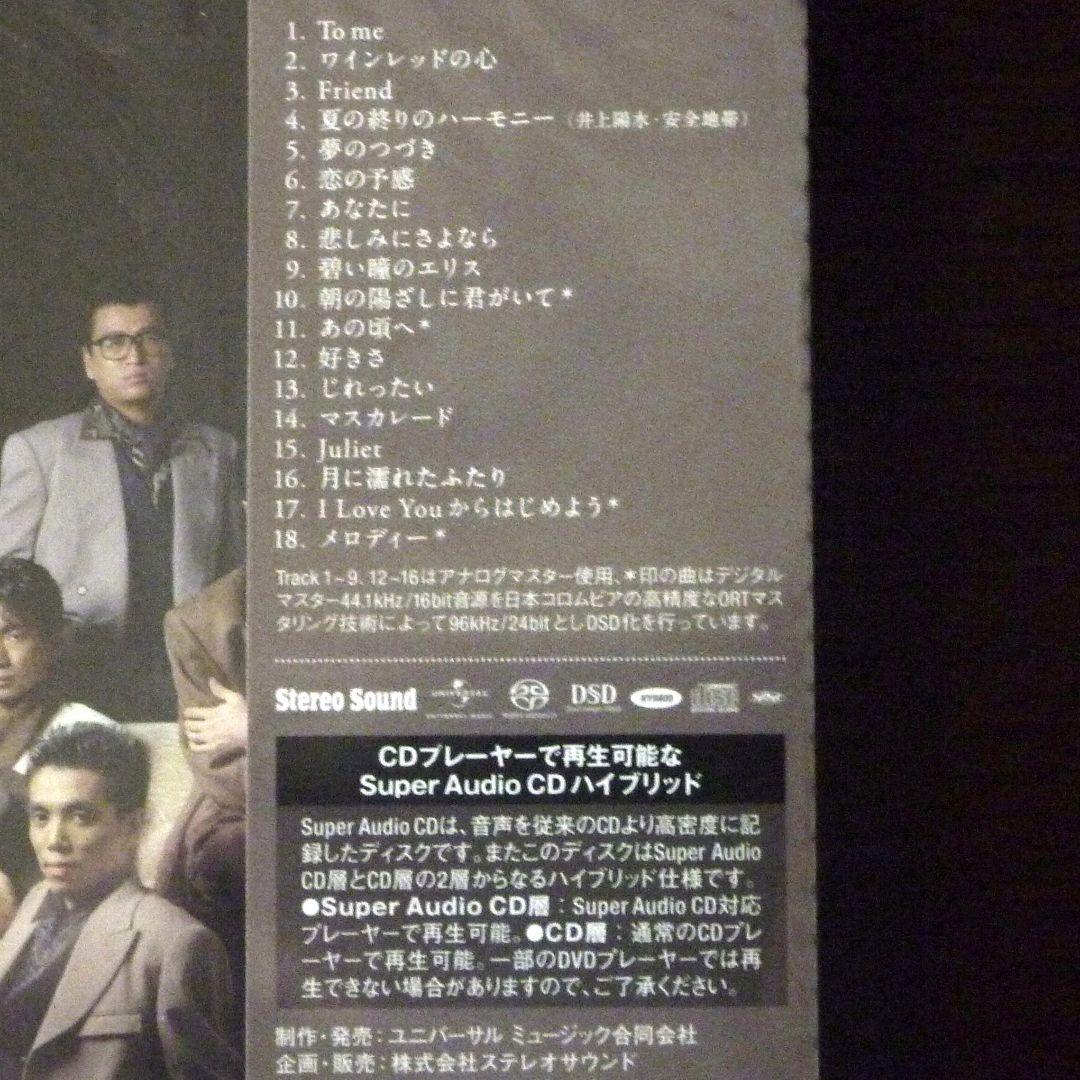 1. To me
2. ワインレッドの心
3. Friend
4. 夏の終りのハーモニー（井上陽水・安全地帯）
5. 夢のつづき
6. 恋の予感
7. あなたに
8. 悲しみにさよなら
9. 碧い瞳のエリス
10. 朝の陽ざしに君がいて*
11. あの頃へ*
12. 好きさ
13. じれったい
14. マスカレード
15. Juliet
16. 月に濡れたふたり
17. I Love Youからはじめよう*
18. メロディー*
Track 1~9, 12~16はアナログマスター使用、*印の曲はデジタル
マスター44.1kHz/16bit音源を日本コロムビアの高精度なORTマス
タリング技術によって96kHz/24bitとしDSD化を行っています。
Stereo Sound UNIVERSAL DSD
CDプレーヤーで再生可能な
Super Audio CDハイブリッド
Super Audio CDは、音声を従来のCDより高密度に記
録したディスクです。またこのディスクはSuper Audio
CD層とCD層の2層からなるハイブリッド仕様です。
●Super Audio CD層：Super Audio CD対応
プレーヤーで再生可能。●CD層：通常のCDプレ
ーヤーで再生可能。一部のDVDプレーヤーでは再
生できない場合がありますので、ご了承ください。
制作・発売：ユニバーサル ミュージック合同会社
企画・販売：株式会社ステレオサウンド